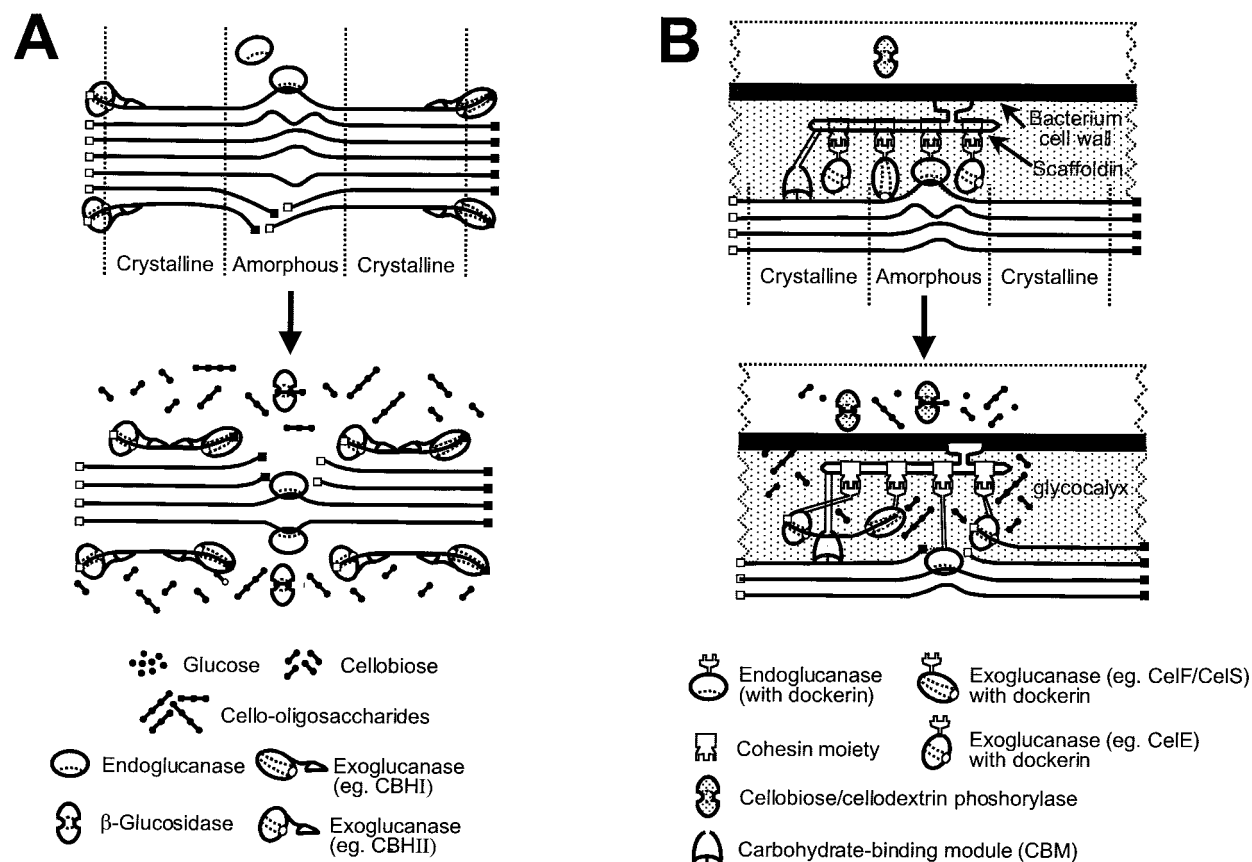 A
Crystalline
Amorphous
Crystalline
Glucose
Cellobiose
Cello-oligosaccharides
Endoglucanase
Exoglucanase
(eg. CBHI)
β-Glucosidase
Exoglucanase
(eg. CBHII)
B
Bacterium
cell wall
Scaffoldin
Crystalline
Amorphous
Crystalline
glycocalyx
Endoglucanase
(with dockerin)
Exoglucanase (eg. CelF/CelS)
with dockerin
Cohesin moiety
Exoglucanase (eg. CelE)
with dockerin
Cellobiose/cellodextrin phoshorylase
Carbohydrate-binding module (CBM)